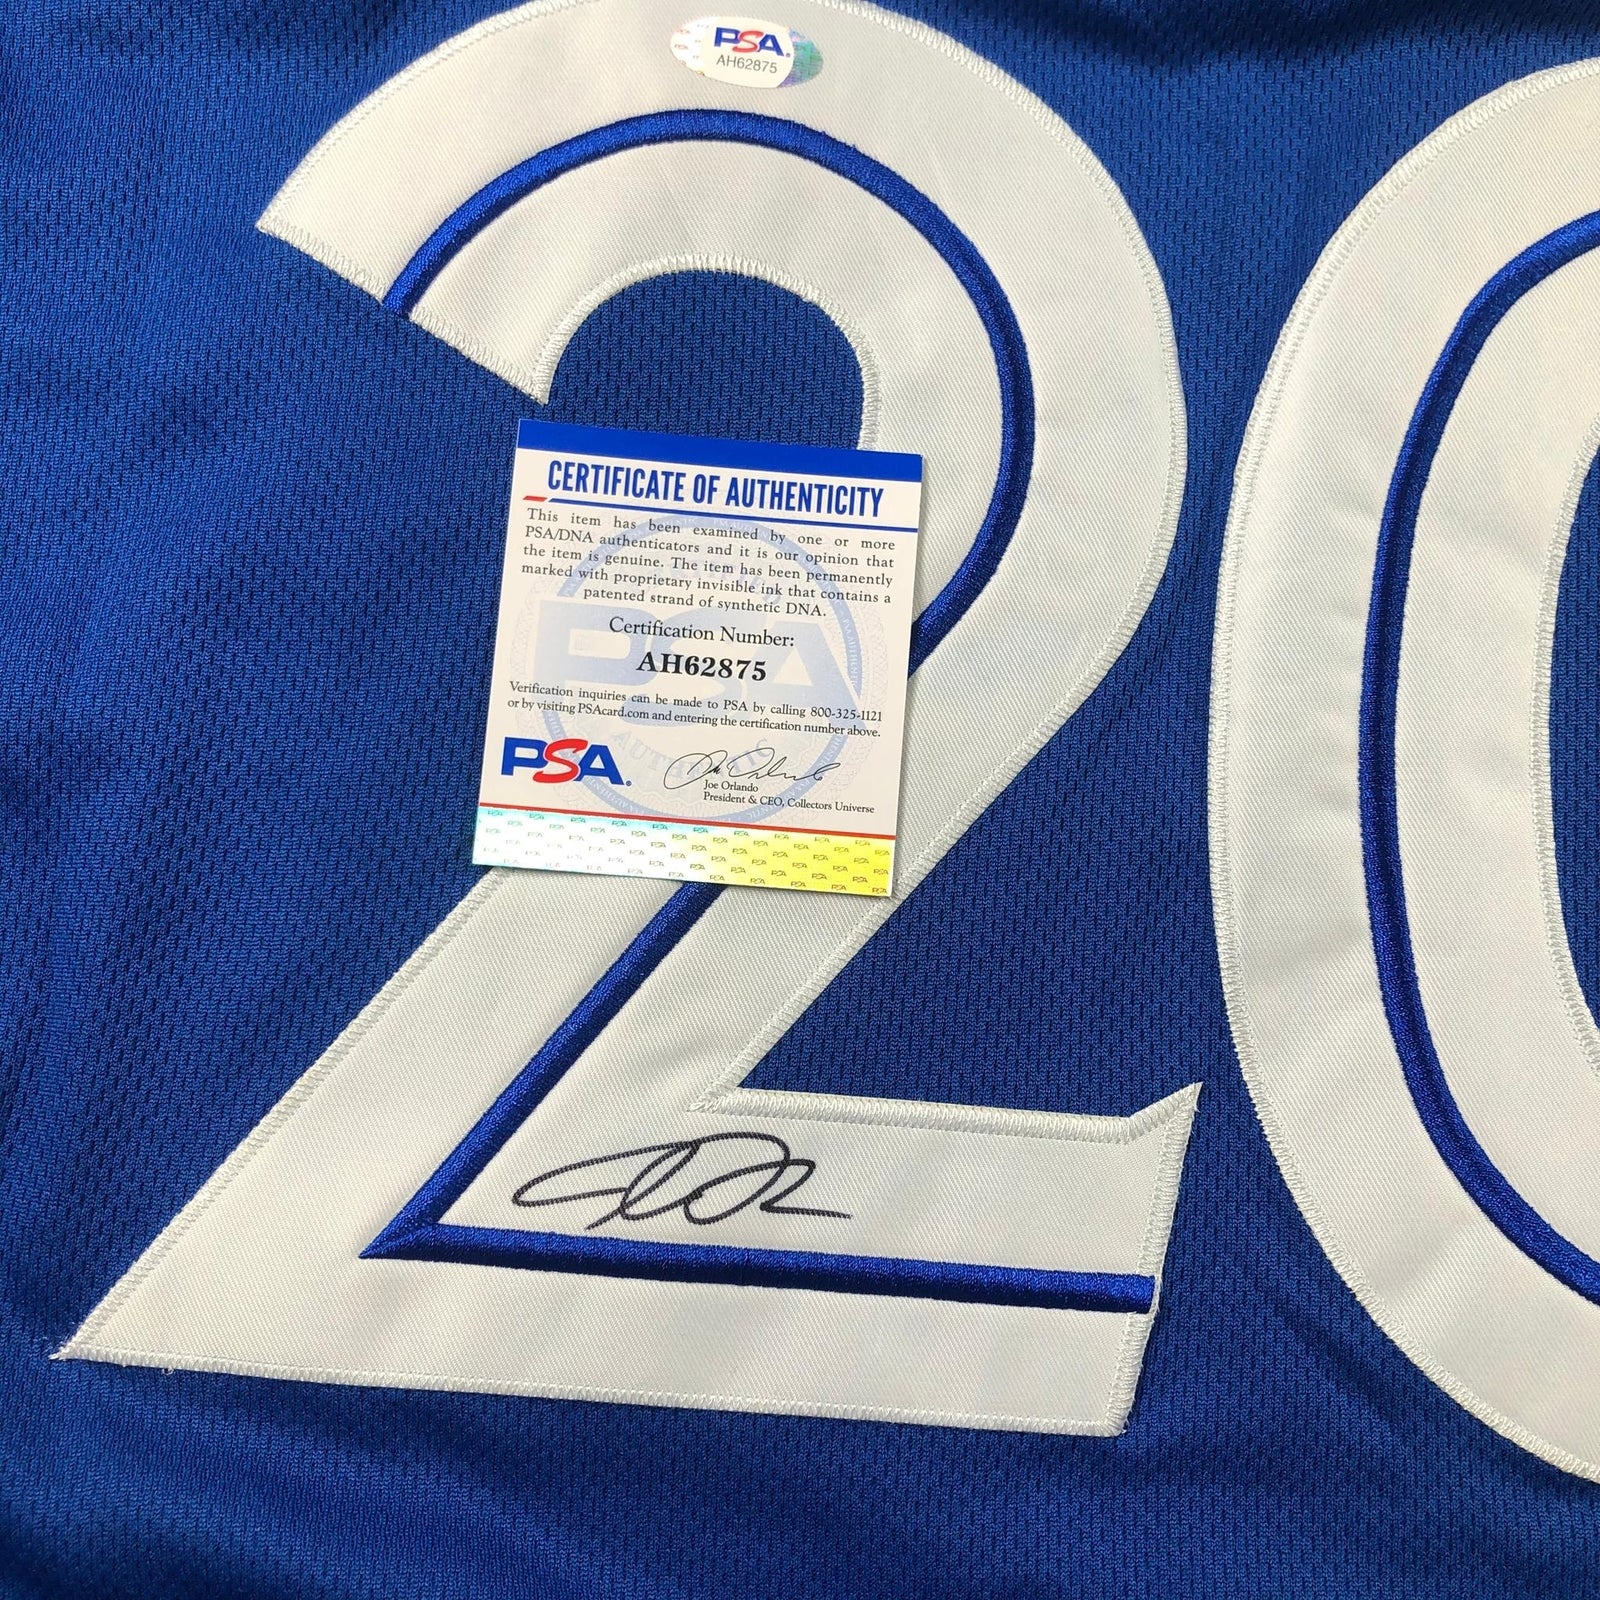 PSA
AH62875
20
CERTIFICATE OF AUTHENTICITY
This item has been examined by one or more
PSA/DNA authenticators and it is our opinion that
the item is genuine. The item has been permanently
marked with proprietary invisible ink that contains a
patented strand of synthetic DNA.
Certification Number:
AH62875
Verification inquiries can be made to PSA by calling 800-325-1121
or by visiting PSAcard.com and entering the certification number above.
PSA
Joe Orlando
President & CEO, Collectors Universe